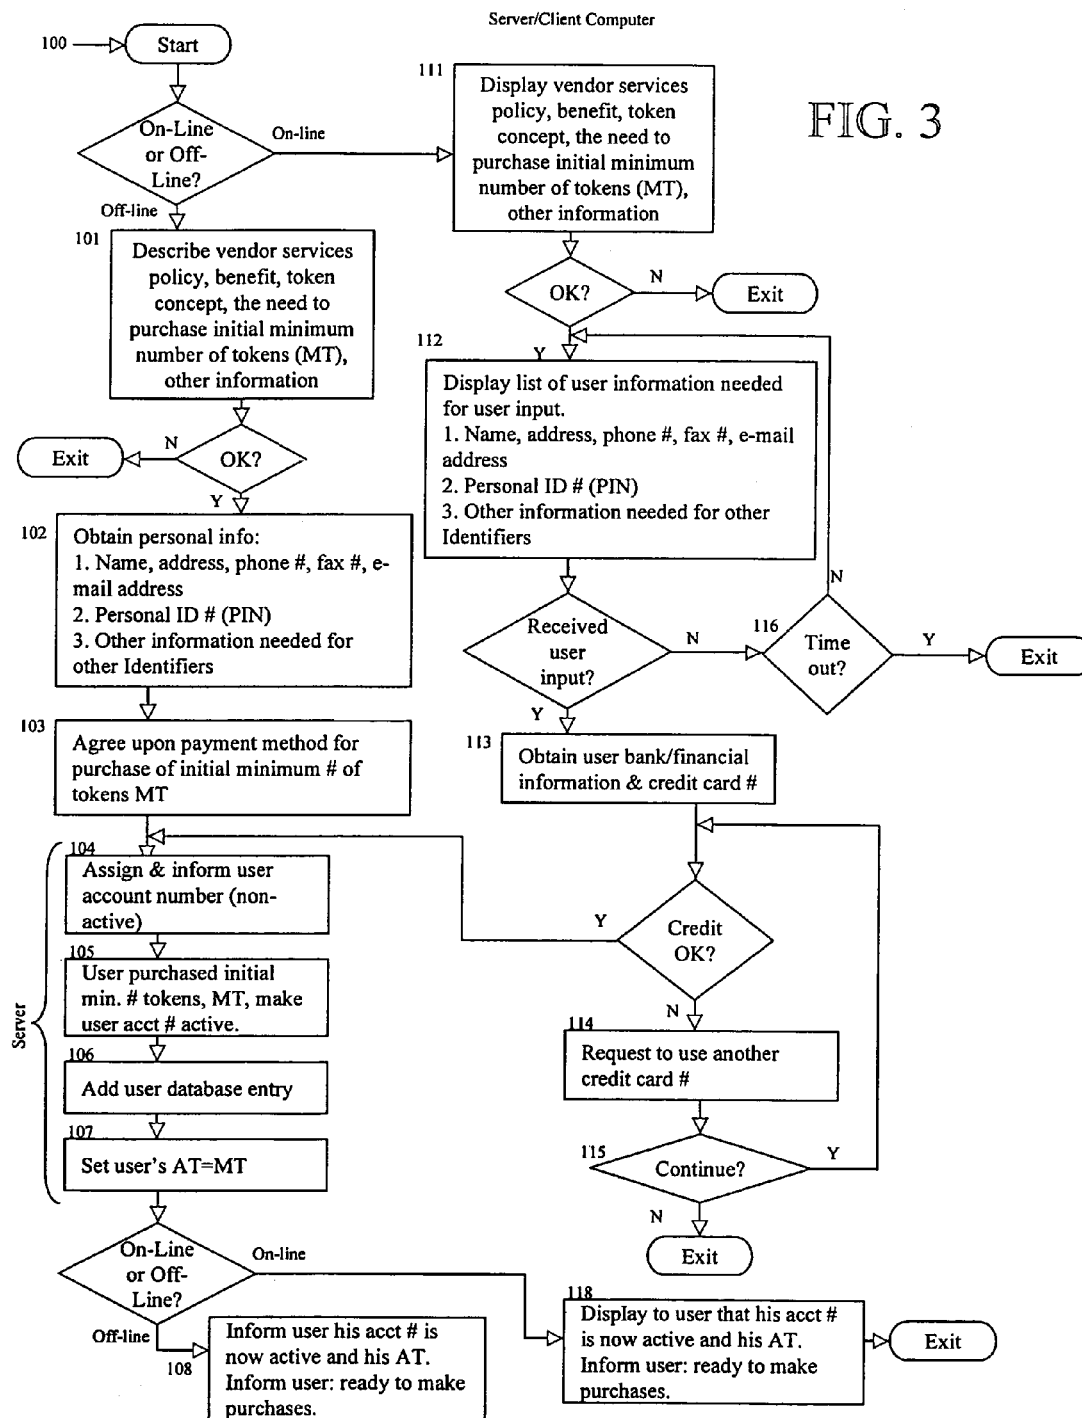 Server/Client Computer
FIG. 3
100
Start
On-Line
or Off-
Line?
On-line
Off-line
111
Display vendor services
policy, benefit, token
concept, the need to
purchase initial minimum
number of tokens (MT),
other information
101
Describe vendor services
policy, benefit, token
concept, the need to
purchase initial minimum
number of tokens (MT),
other information
OK?
N
Exit
Y
112
Display list of user information needed
for user input.
1. Name, address, phone #, fax #, e-mail
address
2. Personal ID # (PIN)
3. Other information needed for other
Identifiers
Exit
N
OK?
Y
102
Obtain personal info:
1. Name, address, phone #, fax #, e-
mail address
2. Personal ID # (PIN)
3. Other information needed for
other Identifiers
Received
user
input?
N
Y
116
Time
out?
N
Y
Exit
103
Agree upon payment method for
purchase of initial minimum # of
tokens MT
113
Obtain user bank/financial
information & credit card #
Server
104
Assign & inform user
account number (non-
active)
Y
Credit
OK?
N
105
User purchased initial
min. # tokens, MT, make
user acct # active.
114
Request to use another
credit card #
106
Add user database entry
107
Set user's AT=MT
115
Continue?
Y
N
Exit
On-Line
or Off-
Line?
On-line
Off-line
108
Inform user his acct # is
now active and his AT.
Inform user: ready to make
purchases.
118
Display to user that his acct #
is now active and his AT.
Inform user: ready to make
purchases.
Exit